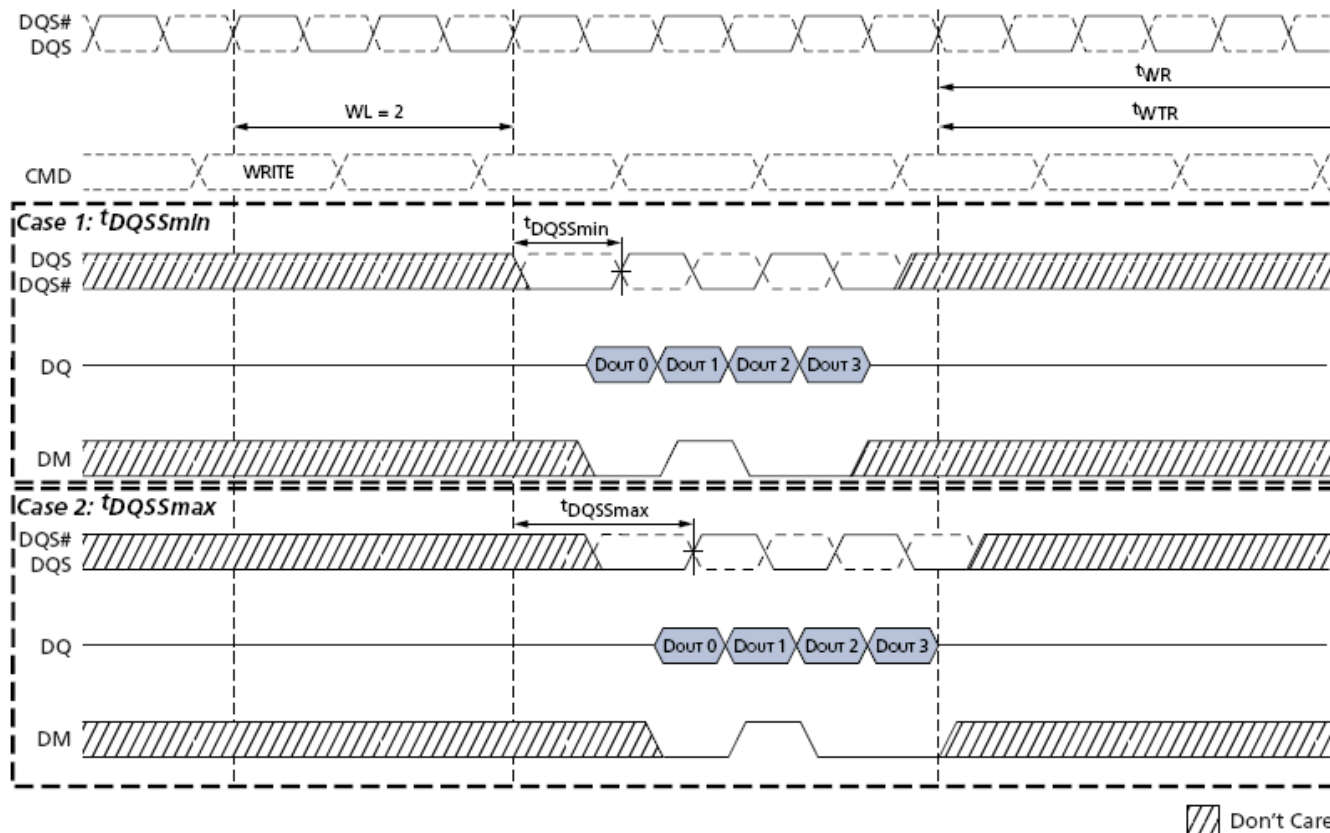 DQS#
DQS
tWR
WL = 2
tWTR
CMD
WRITE
Case 1: tDQSSmin
tDQSSmin
DQS
DQS#
DQ
DOUT 0 DOUT 1 DOUT 2 DOUT 3
DM
Case 2: tDQSSmax
tDQSSmax
DQS#
DQS
DQ
DOUT 0 DOUT 1 DOUT 2 DOUT 3
DM
Don't Care